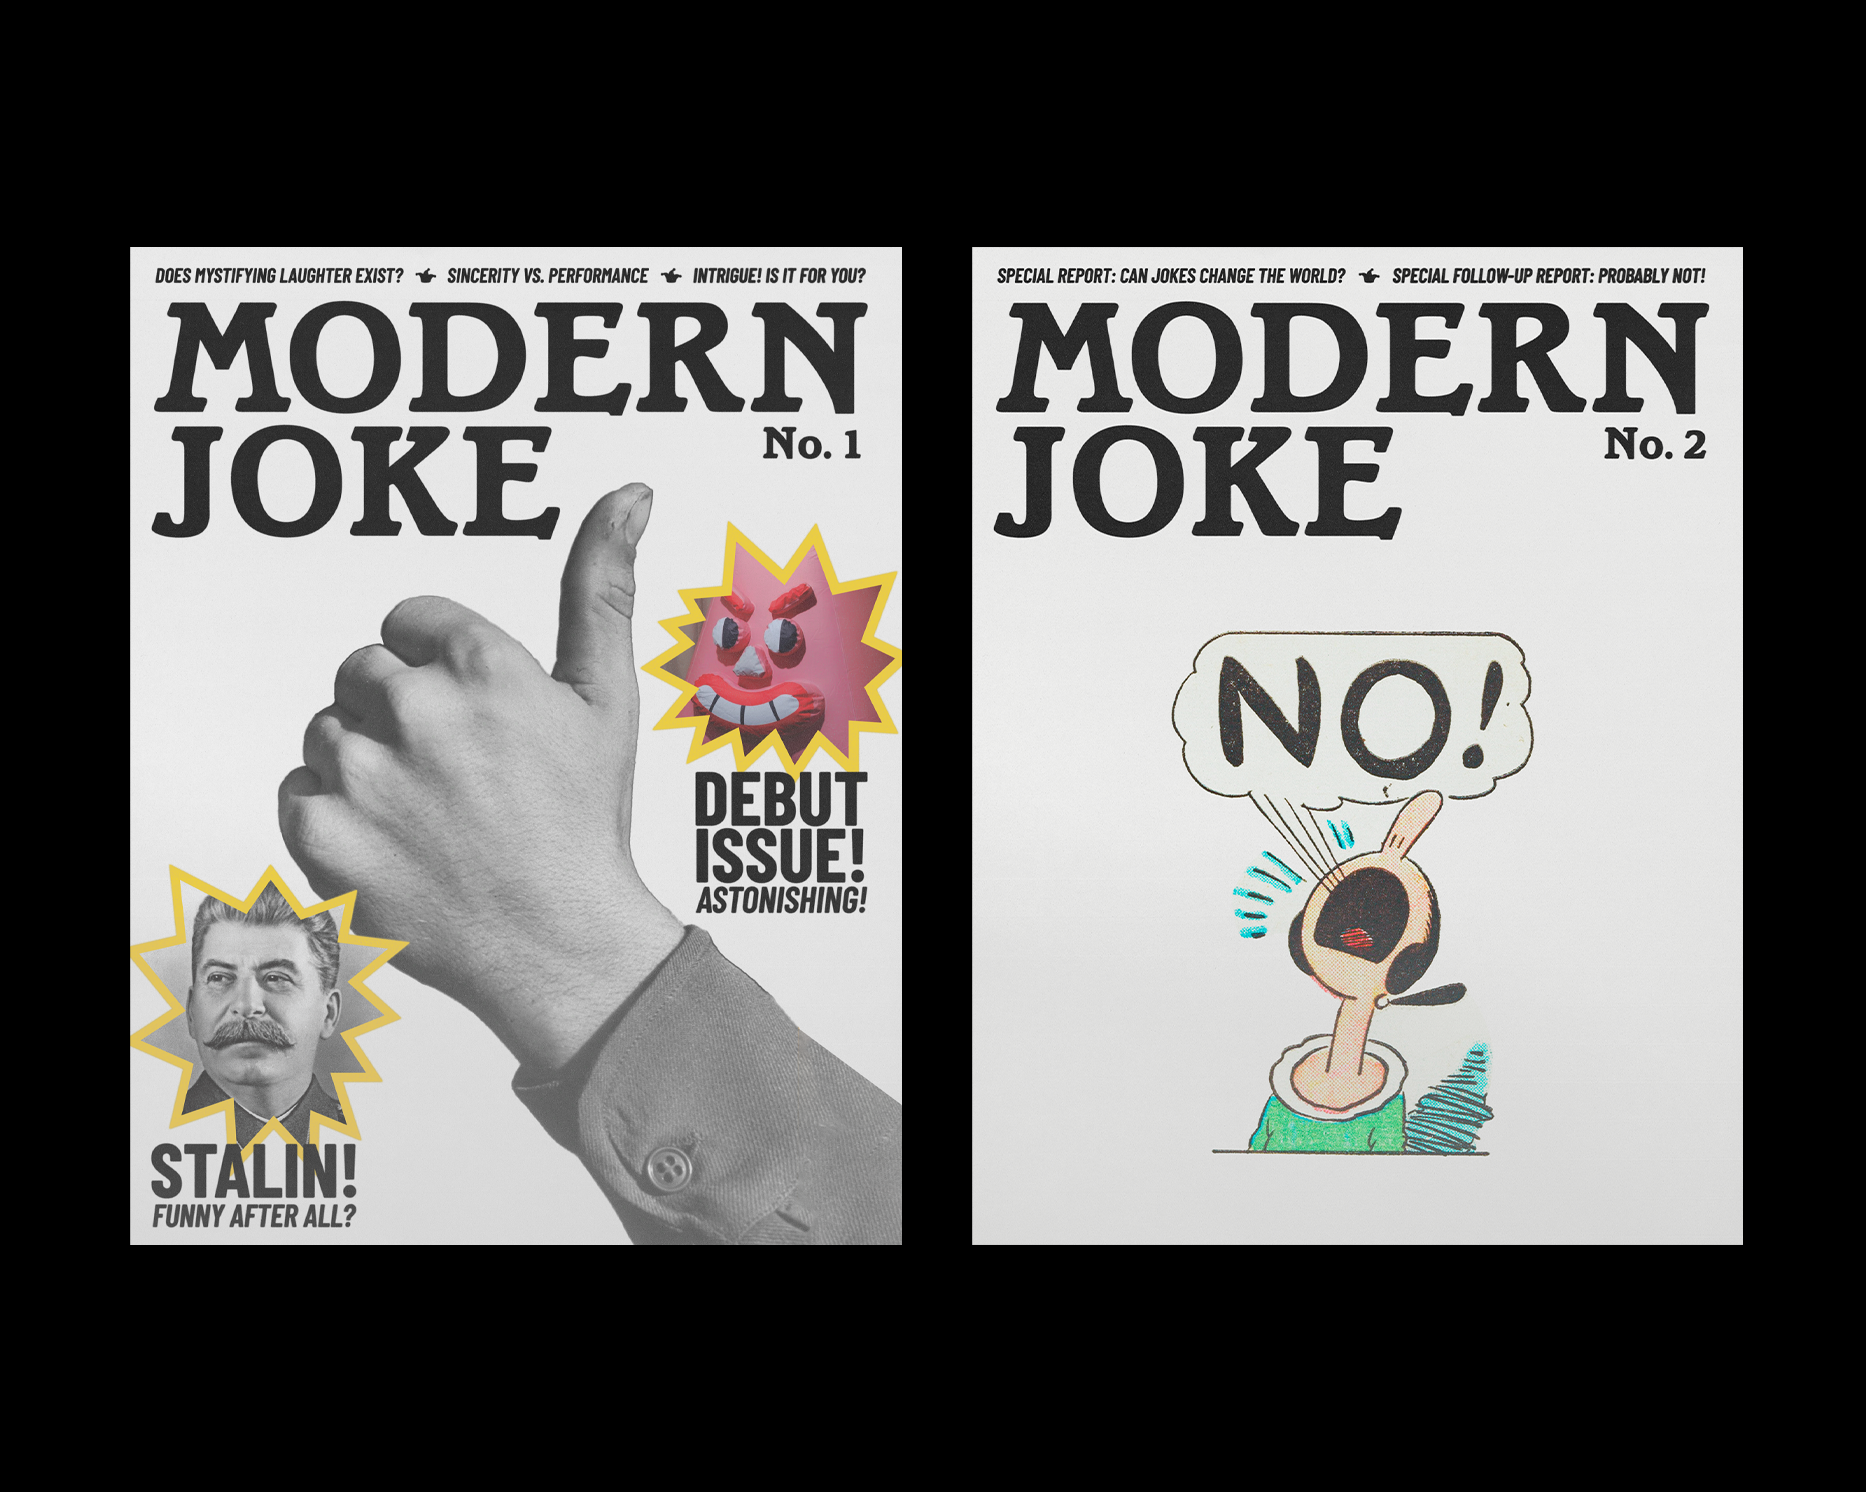 DOES MYSTIFYING LAUGHTER EXIST? SINCERITY VS. PERFORMANCE INTRIGUE! IS IT FOR YOU?
MODERN
JOKE
No. 1
DEBUT
ISSUE!
ASTONISHING!
STALIN!
FUNNY AFTER ALL?
SPECIAL REPORT: CAN JOKES CHANGE THE WORLD? SPECIAL FOLLOW-UP REPORT: PROBABLY NOT!
MODERN
JOKE
No. 2
NO!